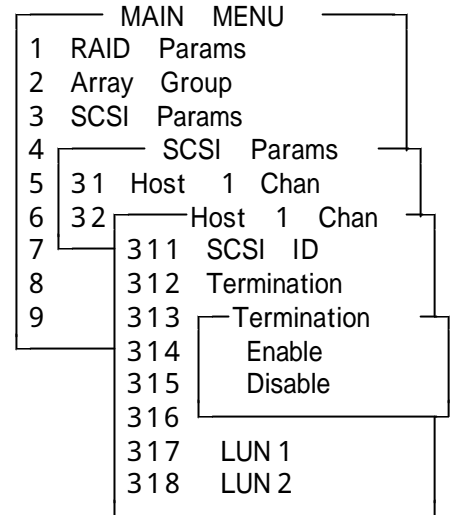 MAIN MENU
1 RAID Params
2 Array Group
3 SCSI Params
4 SCSI Params
5 31 Host 1 Chan
6 32 Host 1 Chan
7 311 SCSI ID
8 312 Termination
9 313 Termination
314 Enable
315 Disable
316
317 LUN 1
318 LUN 2